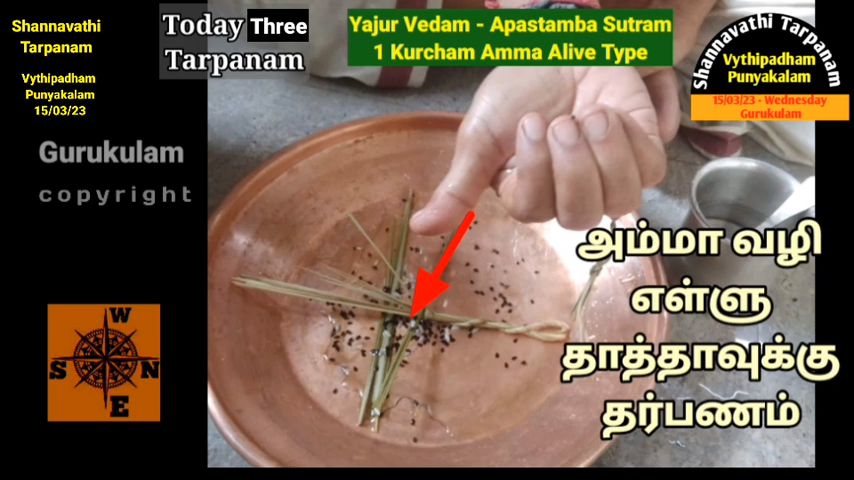 Shannavathi
Tarpanam
Vythipadham
Punyakalam
15/03/23
Gurukulam
copyright
Today Three
Tarpanam
Yajur Vedam - Apastamba Sutram
1 Kurcham Amma Alive Type
Shannavathi Tarpanam
Vythipadham
Punyakalam
15/03/23 - Wednesday
Gurukulam
அம்மா வழி
எள்ளு
தாத்தாவுக்கு
தர்பணம்
W
S N
E